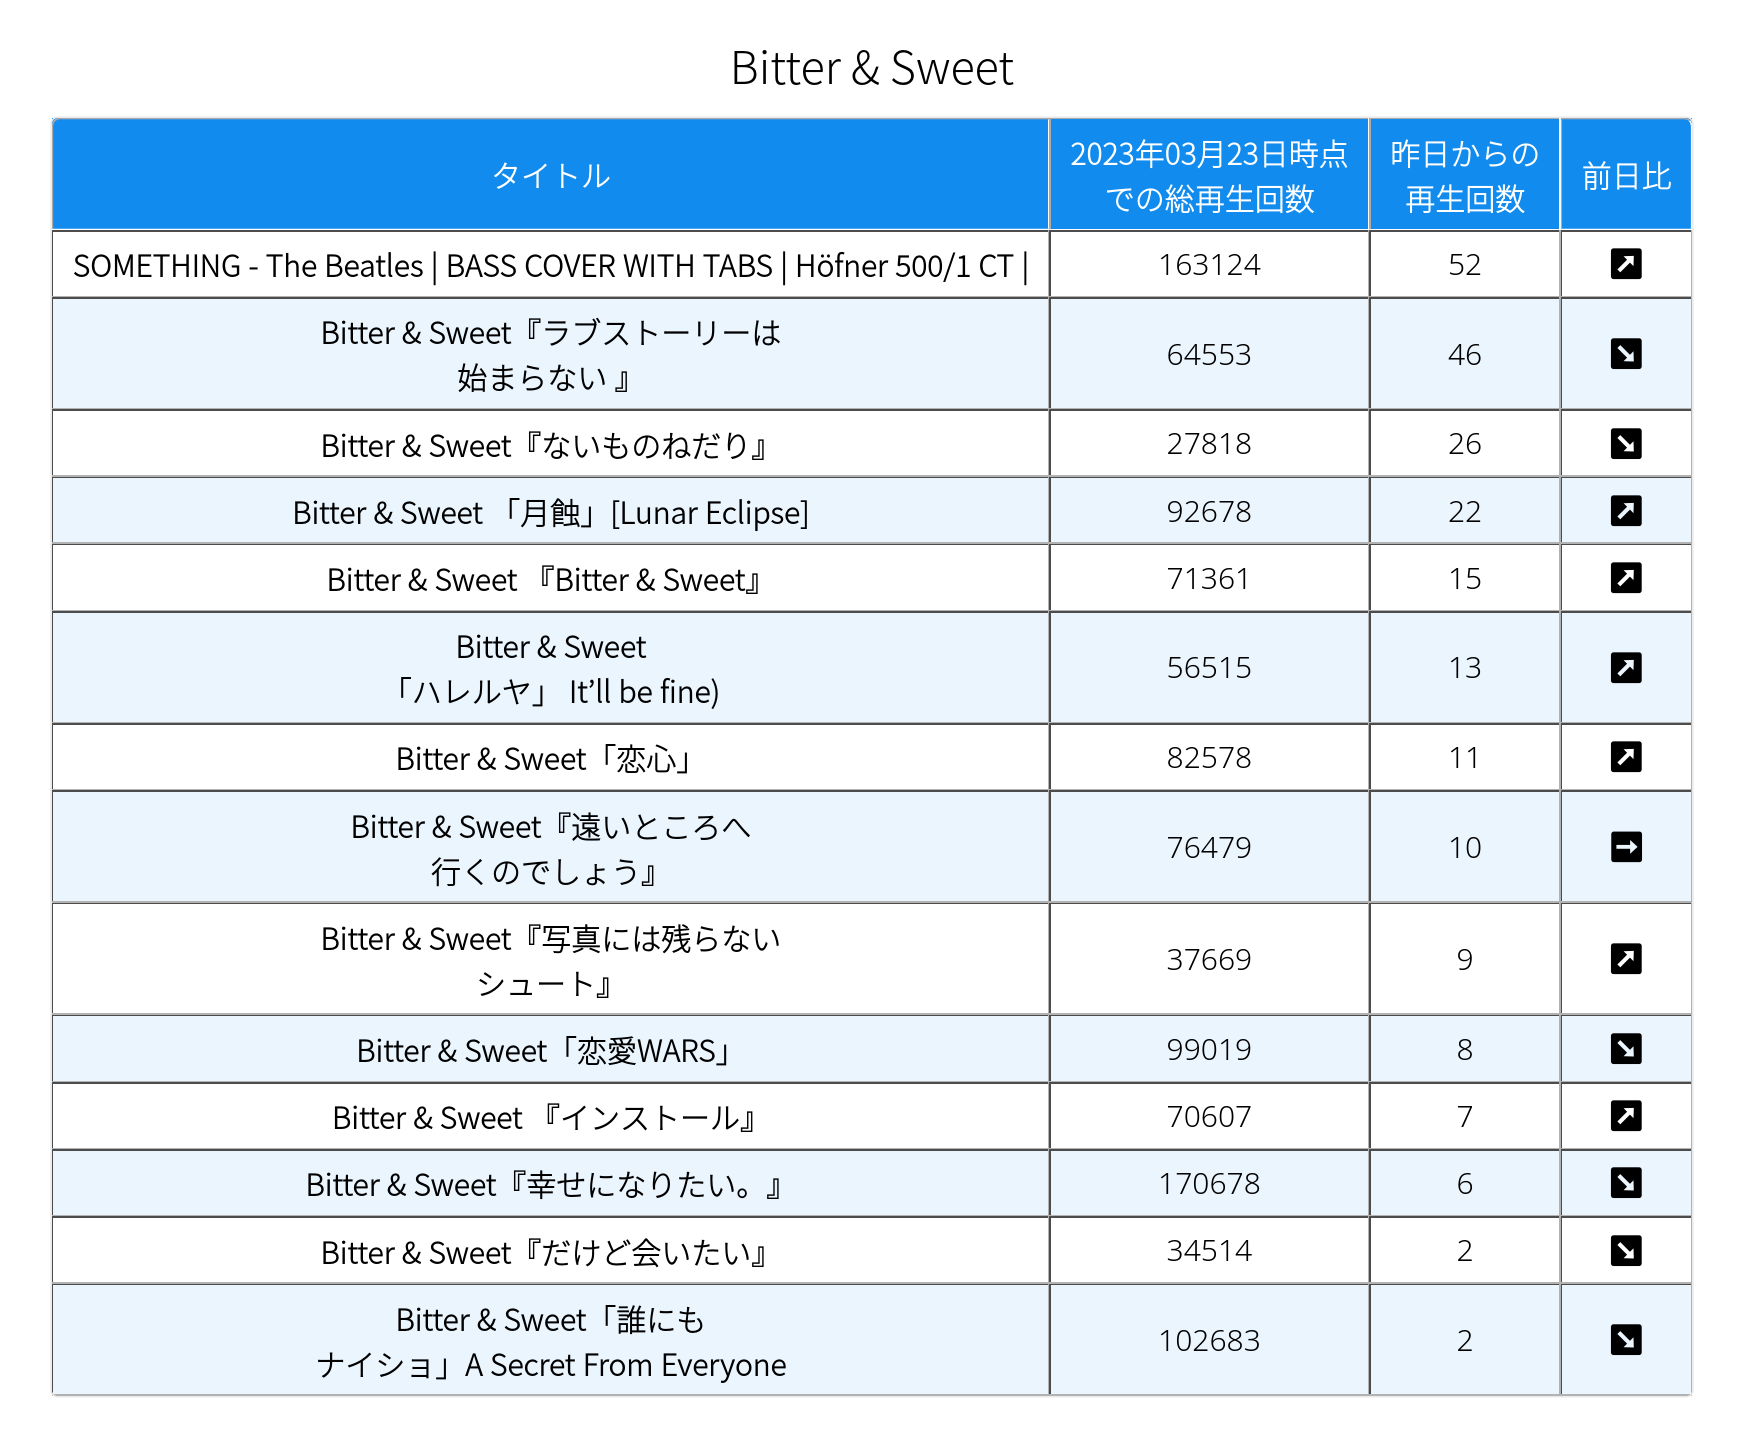 Bitter & Sweet
タイトル
2023年03月23日時点
での総再生回数
昨日からの
再生回数
前日比
SOMETHING - The Beatles | BASS COVER WITH TABS | Höfner 500/1 CT |
163124
52
Bitter & Sweet『ラブストーリーは
始まらない 』
64553
46
Bitter & Sweet『ないものねだり』
27818
26
Bitter & Sweet 「月蝕」[Lunar Eclipse]
92678
22
Bitter & Sweet 『Bitter & Sweet』
71361
15
Bitter & Sweet
「ハレルヤ」 It’ll be fine)
56515
13
Bitter & Sweet「恋心」
82578
11
Bitter & Sweet『遠いところへ
行くのでしょう』
76479
10
Bitter & Sweet『写真には残らない
シュート』
37669
9
Bitter & Sweet「恋愛WARS」
99019
8
Bitter & Sweet 『インストール』
70607
7
Bitter & Sweet『幸せになりたい。』
170678
6
Bitter & Sweet『だけど会いたい』
34514
2
Bitter & Sweet「誰にも
ナイショ」A Secret From Everyone
102683
2